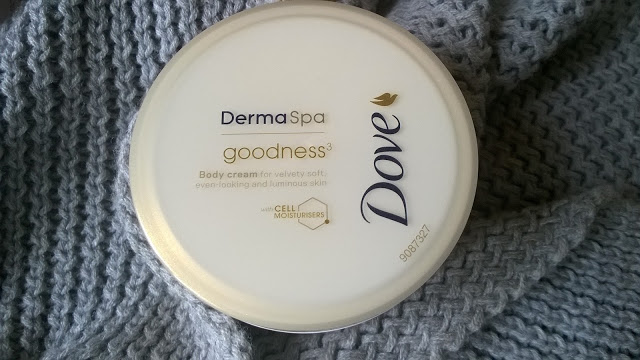 DermaSpa
goodness³
Body cream for velvety soft,
even-looking and luminous skin
with CELL
MOISTURISERS
Dove
9087327